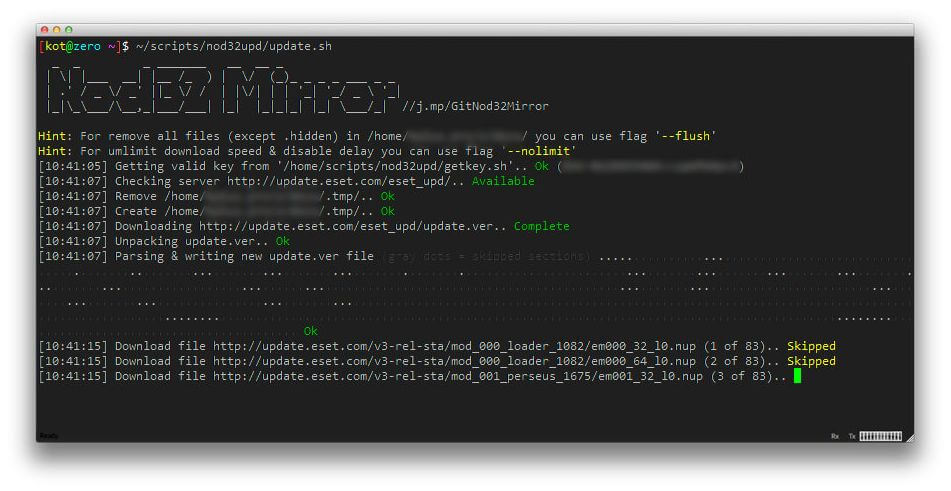 [kot@zero ~]$ ~/scripts/nod32upd/update.sh
Nod32 Mirror //j.mp/GitNod32Mirror
Hint: For remove all files (except .hidden) in /home/ / you can use flag '--flush'
Hint: For umlimit download speed & disable delay you can use flag '--nolimit'
[10:41:05] Getting valid key from '/home/scripts/nod32upd/getkey.sh'.. Ok ( )
[10:41:07] Checking server http://update.eset.com/eset_upd/.. Available
[10:41:07] Remove /home/ /.tmp/.. Ok
[10:41:07] Create /home/ /.tmp/.. Ok
[10:41:07] Downloading http://update.eset.com/eset_upd/update.ver.. Complete
[10:41:07] Unpacking update.ver.. Ok
[10:41:07] Parsing & writing new update.ver file (gray dots = skipped sections)
Ok
[10:41:15] Download file http://update.eset.com/v3-rel-sta/mod_000_loader_1082/em000_32_l0.nup (1 of 83).. Skipped
[10:41:15] Download file http://update.eset.com/v3-rel-sta/mod_000_loader_1082/em000_64_l0.nup (2 of 83).. Skipped
[10:41:15] Download file http://update.eset.com/v3-rel-sta/mod_001_perseus_1675/em001_32_l0.nup (3 of 83)..
Ready
Rx Tx